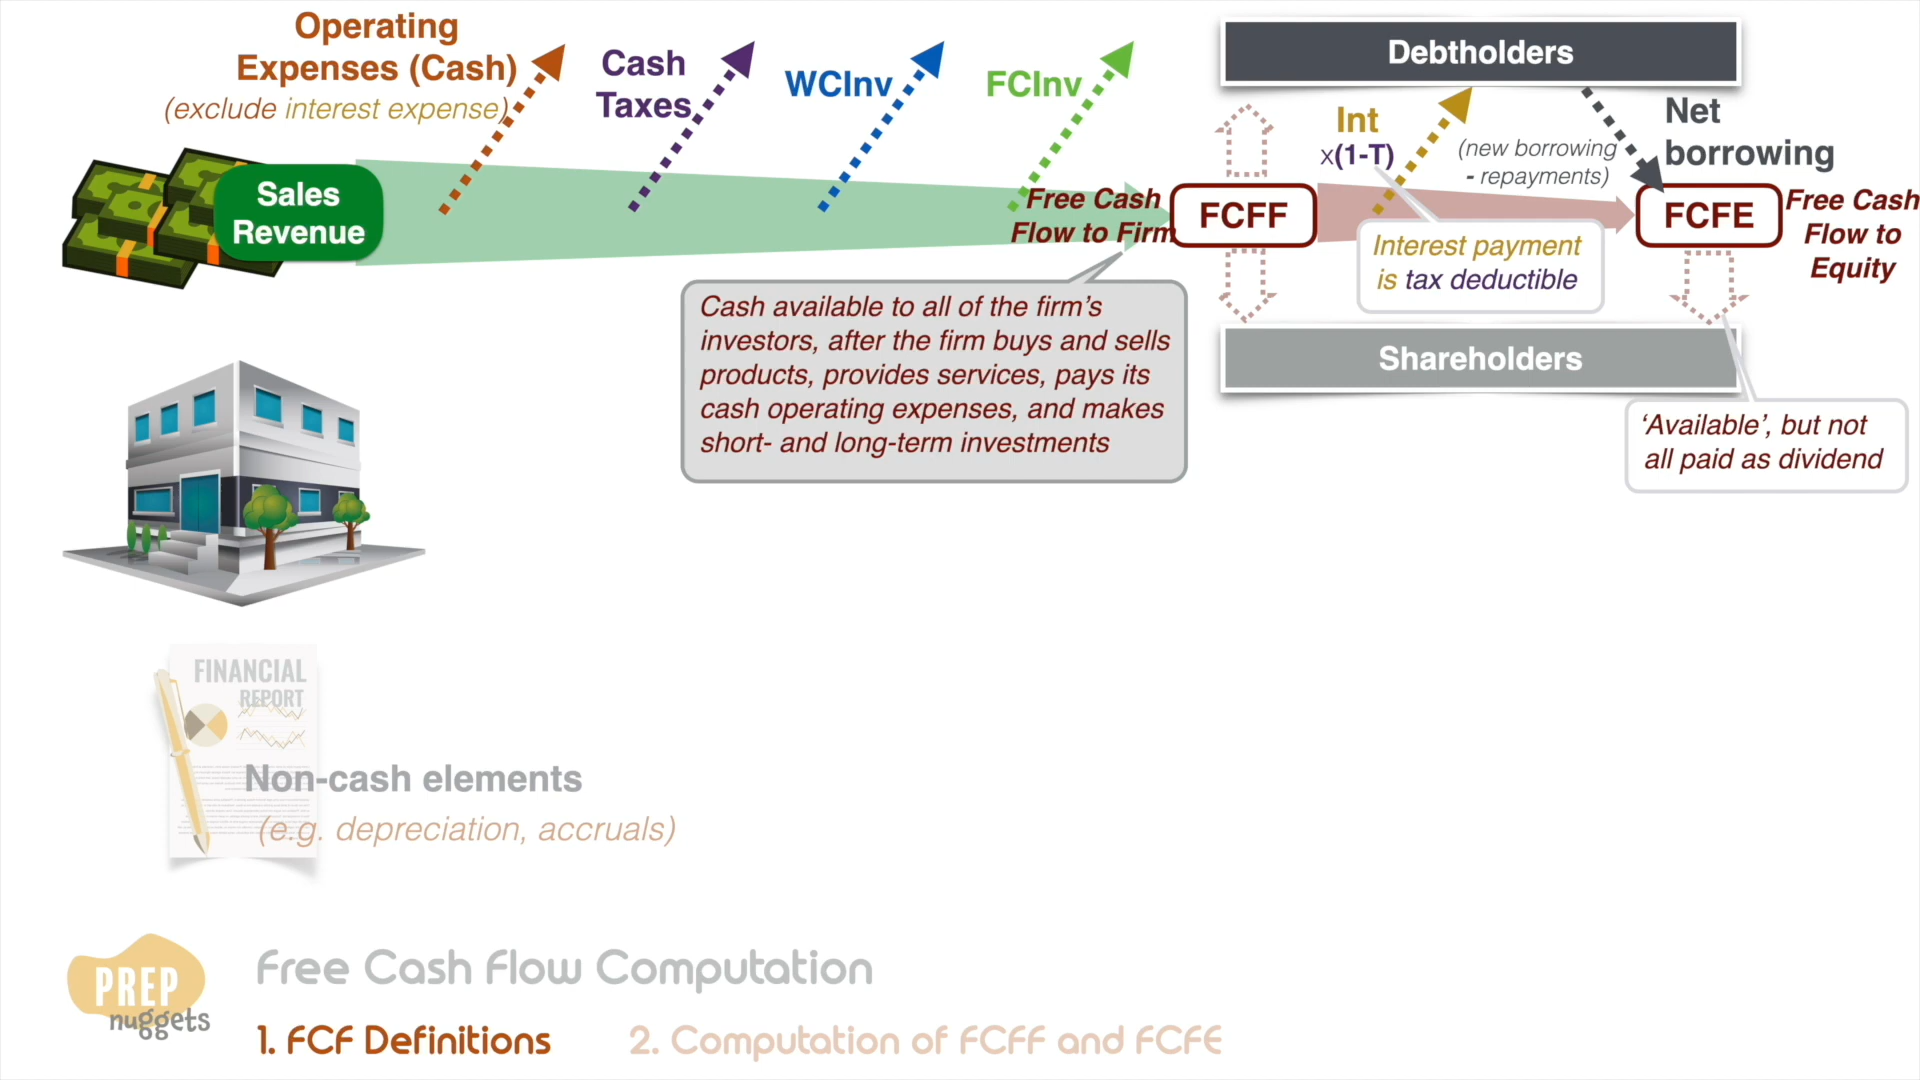 Operating
Expenses (Cash)
(exclude interest expense)
Cash
Taxes
WCInv
FCInv
Debtholders
Int
x(1-T)
(new borrowing
- repayments)
Net
borrowing
Sales
Revenue
Free Cash
Flow to Firm
FCFF
FCFE
Free Cash
Flow to
Equity
Interest payment
is tax deductible
Cash available to all of the firm's
investors, after the firm buys and sells
products, provides services, pays its
cash operating expenses, and makes
short- and long-term investments
Shareholders
'Available', but not
all paid as dividend
FINANCIAL
REPORT
Non-cash elements
(e.g. depreciation, accruals)
PREP
nuggets
Free Cash Flow Computation
1. FCF Definitions
2. Computation of FCFF and FCFE